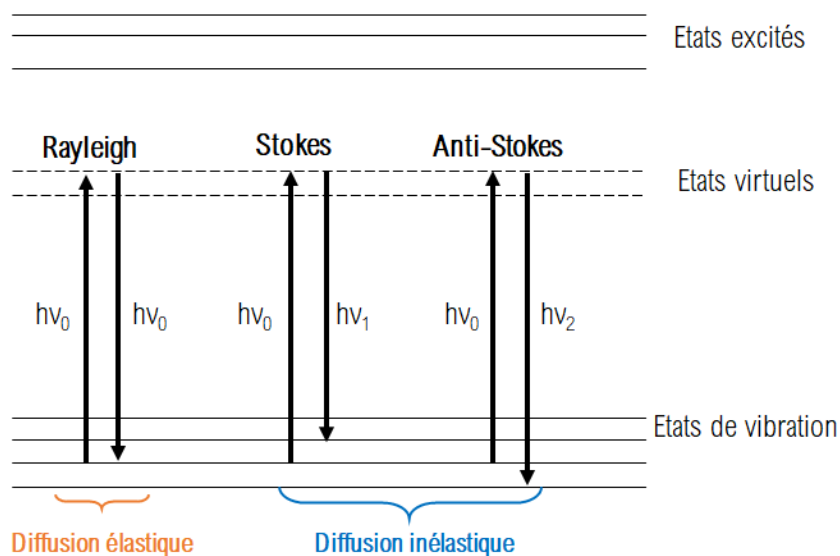 Etats excités
Rayleigh Stokes Anti-Stokes
Etats virtuels
hν₀ hν₀ hν₀ hν₁ hν₀ hν₂
Etats de vibration
Diffusion élastique Diffusion inélastique